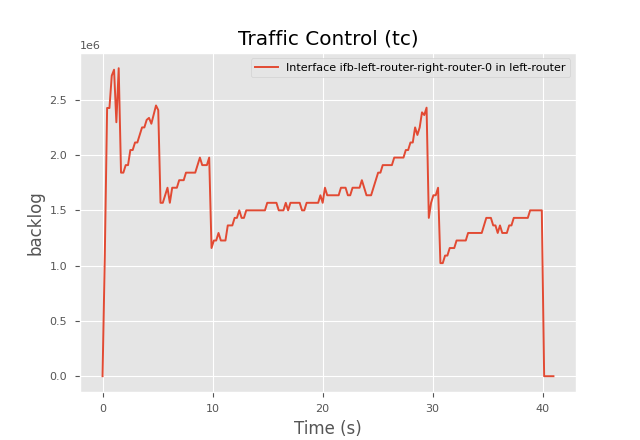 Traffic Control (tc)
1e6
Interface ifb-left-router-right-router-0 in left-router
2.5
2.0
1.5
1.0
0.5
0.0
backlog
0 10 20 30 40
Time (s)